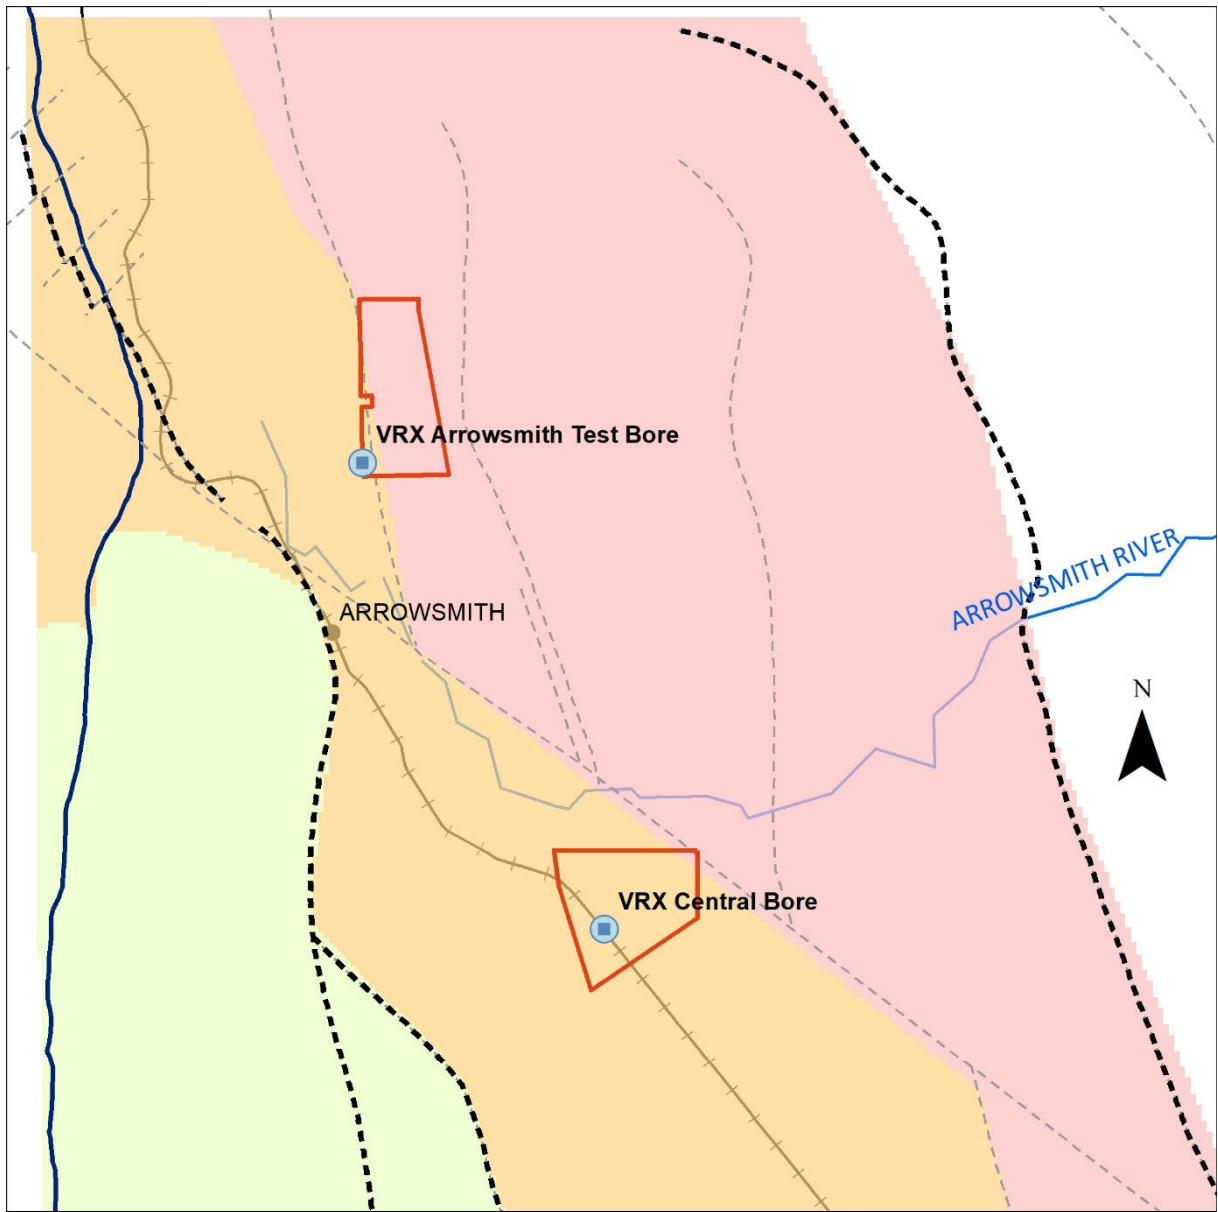 VRX Arrowsmith Test Bore
ARROWSMITH RIVER
ARROWSMITH
N
VRX Central Bore